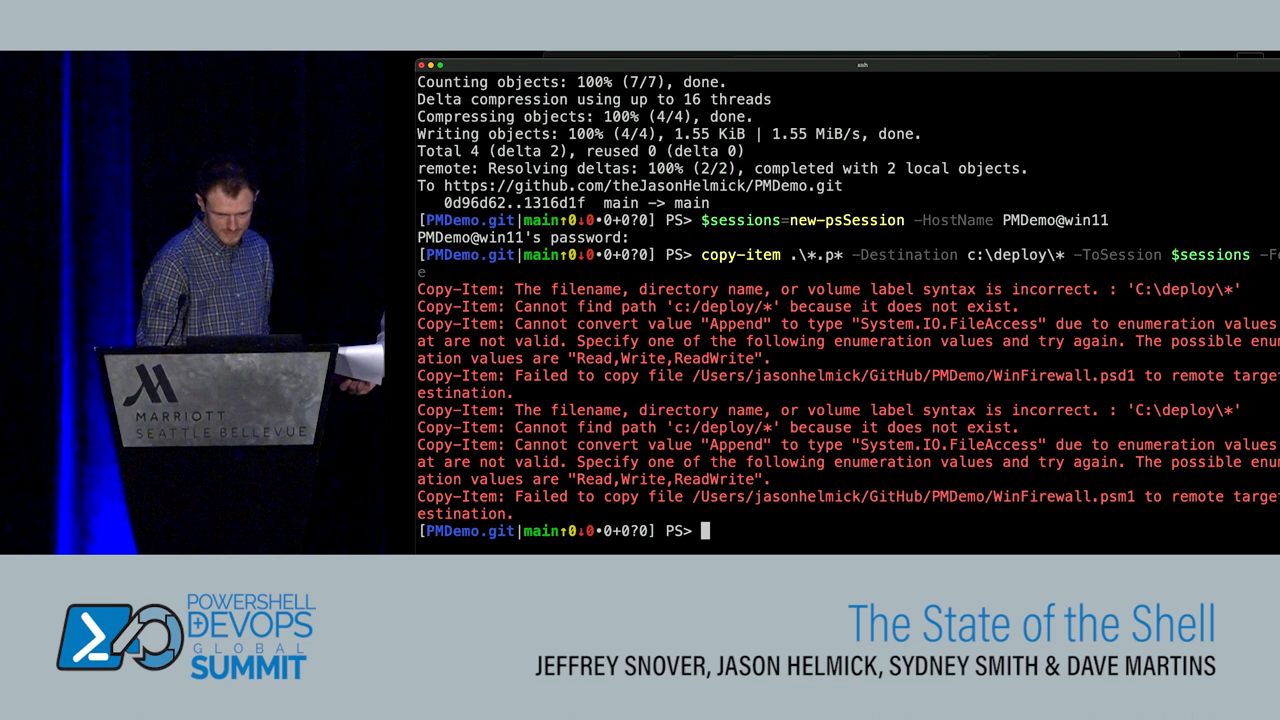 ssh
Counting objects: 100% (7/7), done.
Delta compression using up to 16 threads
Compressing objects: 100% (4/4), done.
Writing objects: 100% (4/4), 1.55 KiB | 1.55 MiB/s, done.
Total 4 (delta 2), reused 0 (delta 0)
remote: Resolving deltas: 100% (2/2), completed with 2 local objects.
To https://github.com/theJasonHelmick/PMDemo.git
0d96d62..1316d1f main -> main
[PMDemo.git|main↑0↓0•0+0?0] PS> $sessions=new-psSession -HostName PMDemo@win11
PMDemo@win11's password:
[PMDemo.git|main↑0↓0•0+0?0] PS> copy-item .\*.p* -Destination c:\deploy\* -ToSession $sessions -Fo
e
Copy-Item: The filename, directory name, or volume label syntax is incorrect. : 'C:\deploy\*'
Copy-Item: Cannot find path 'c:/deploy/*' because it does not exist.
Copy-Item: Cannot convert value "Append" to type "System.IO.FileAccess" due to enumeration values
at are not valid. Specify one of the following enumeration values and try again. The possible en
ation values are "Read,Write,ReadWrite".
Copy-Item: Failed to copy file /Users/jasonhelmick/GitHub/PMDemo/WinFirewall.psd1 to remote target
estination.
Copy-Item: The filename, directory name, or volume label syntax is incorrect. : 'C:\deploy\*'
Copy-Item: Cannot find path 'c:/deploy/*' because it does not exist.
Copy-Item: Cannot convert value "Append" to type "System.IO.FileAccess" due to enumeration values
at are not valid. Specify one of the following enumeration values and try again. The possible en
ation values are "Read,Write,ReadWrite".
Copy-Item: Failed to copy file /Users/jasonhelmick/GitHub/PMDemo/WinFirewall.psm1 to remote target
estination.
[PMDemo.git|main↑0↓0•0+0?0] PS>
MARRIOTT
SEATTLE BELLEVUE
POWERSHELL
DEVOPS
GLOBAL
SUMMIT
The State of the Shell
JEFFREY SNOVER, JASON HELMICK, SYDNEY SMITH & DAVE MARTINS